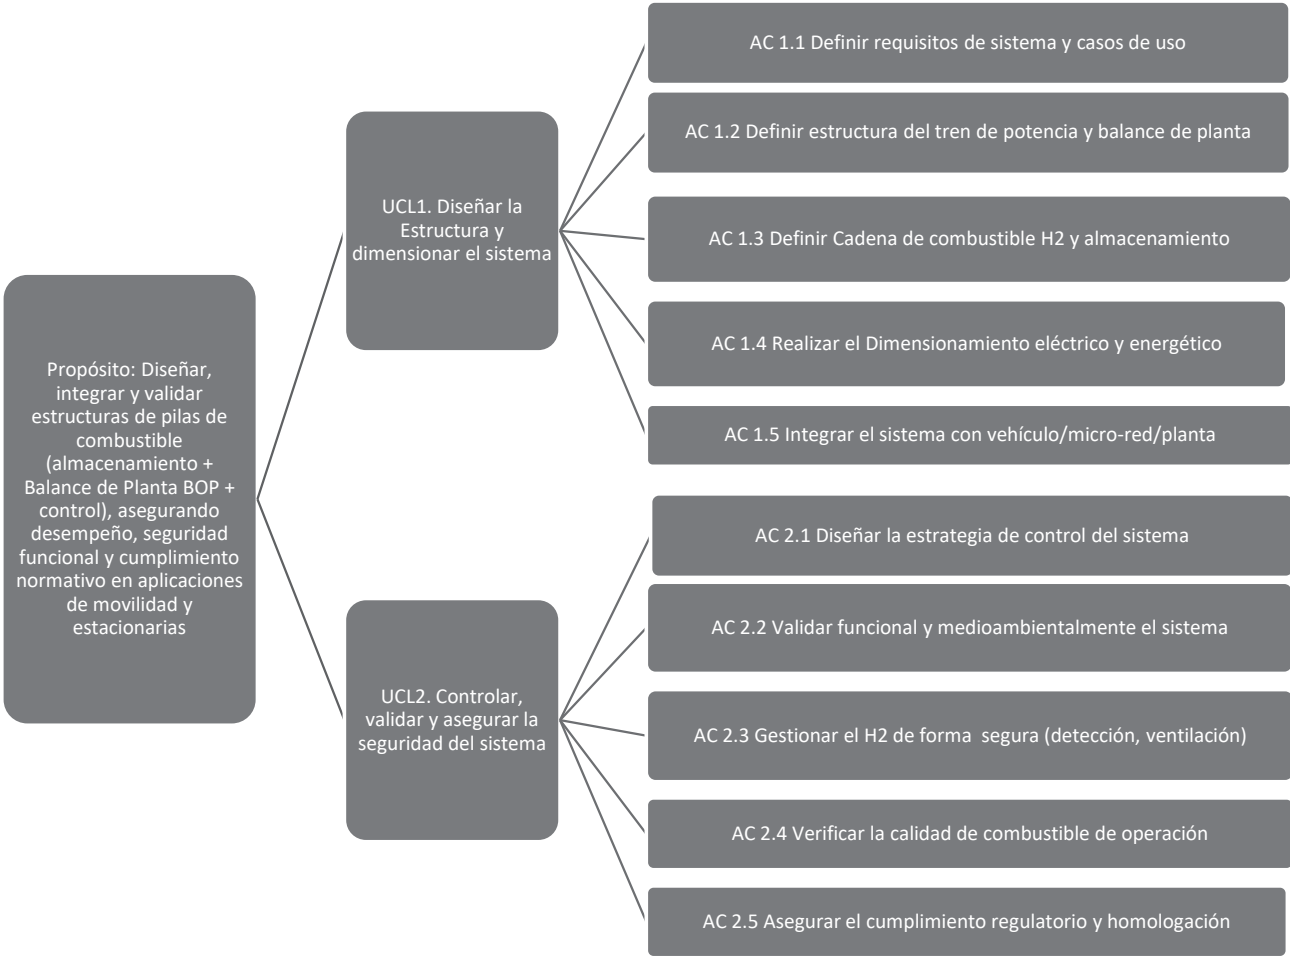 Propósito: Diseñar,
integrar y validar
estructuras de pilas de
combustible
(almacenamiento +
Balance de Planta BOP +
control), asegurando
desempeño, seguridad
funcional y cumplimiento
normativo en aplicaciones
de movilidad y
estacionarias
UCL1. Diseñar la
Estructura y
dimensionar el sistema
AC 1.1 Definir requisitos de sistema y casos de uso
AC 1.2 Definir estructura del tren de potencia y balance de planta
AC 1.3 Definir Cadena de combustible H2 y almacenamiento
AC 1.4 Realizar el Dimensionamiento eléctrico y energético
AC 1.5 Integrar el sistema con vehículo/micro-red/planta
UCL2. Controlar,
validar y asegurar la
seguridad del sistema
AC 2.1 Diseñar la estrategia de control del sistema
AC 2.2 Validar funcional y medioambientalmente el sistema
AC 2.3 Gestionar el H2 de forma  segura (detección, ventilación)
AC 2.4 Verificar la calidad de combustible de operación
AC 2.5 Asegurar el cumplimiento regulatorio y homologación